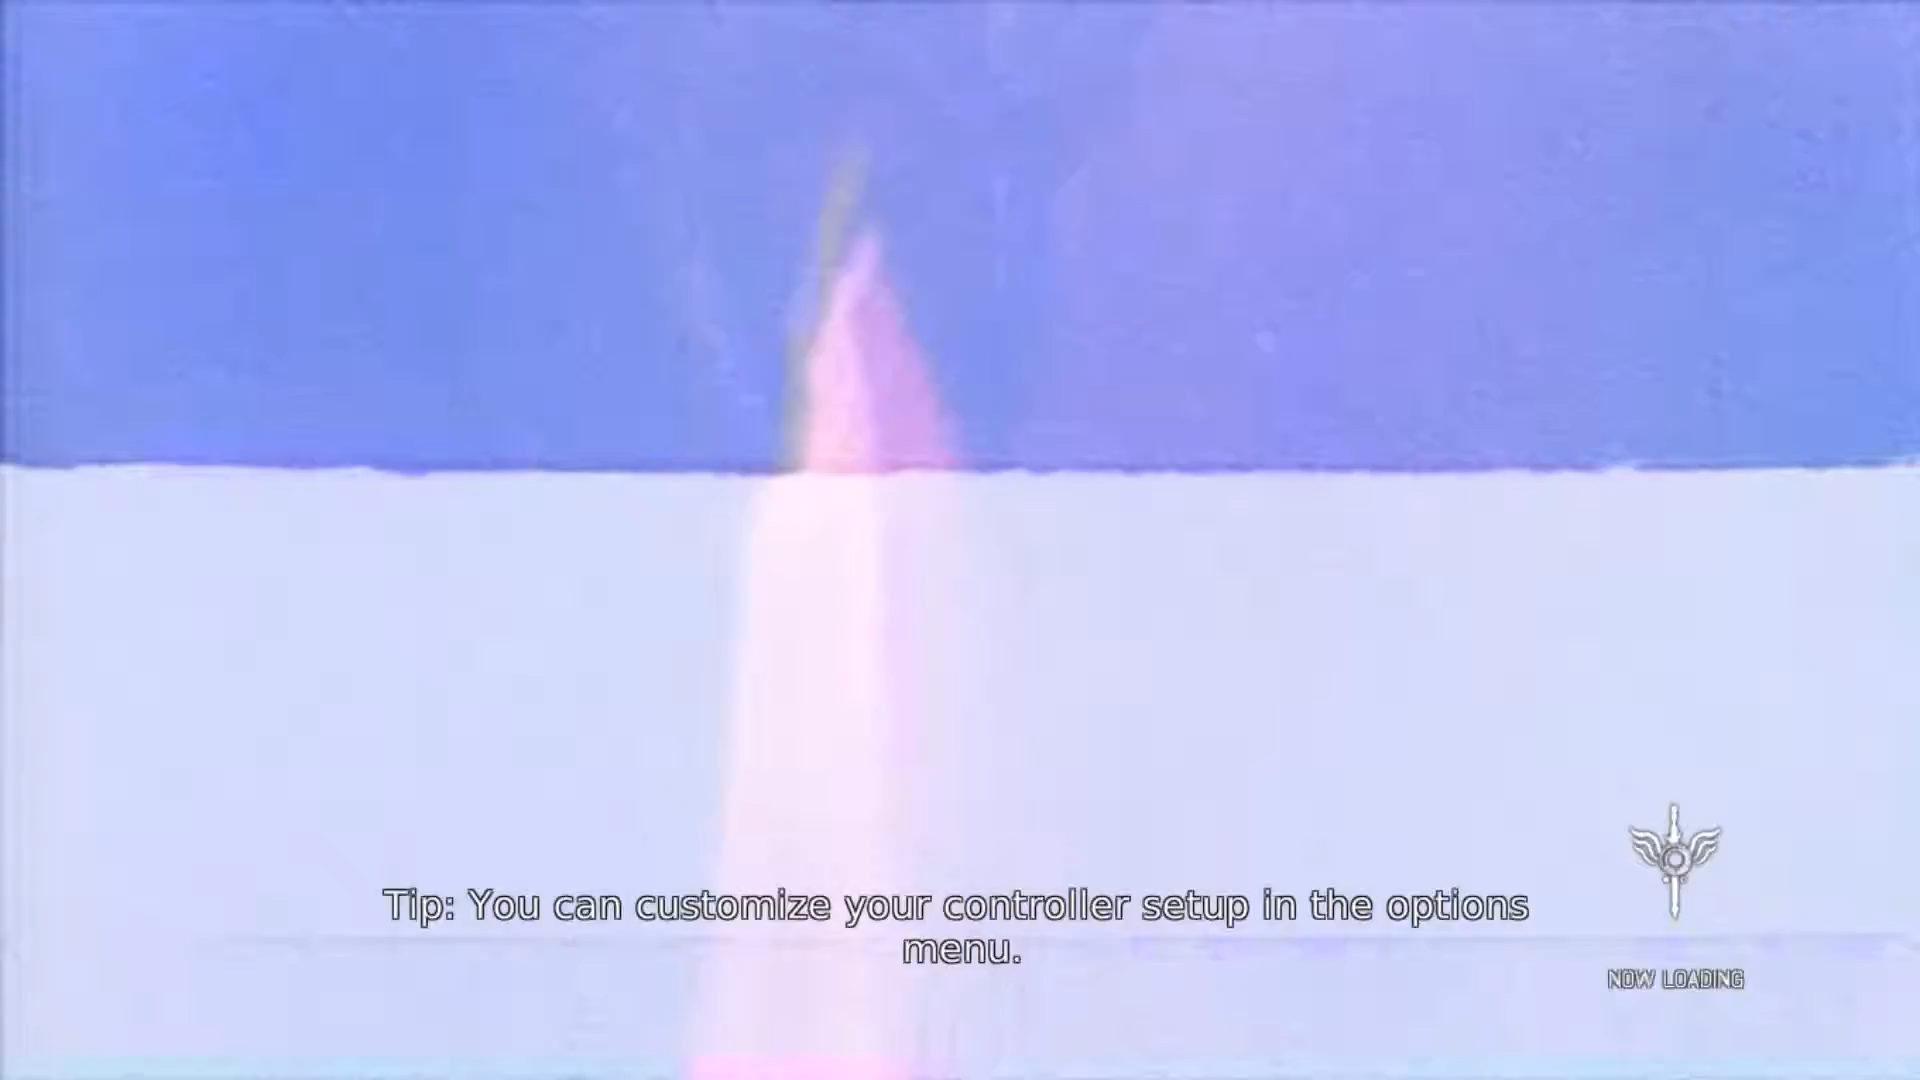 Tip: You can customize your controller setup in the options
menu.
NOW LOADING